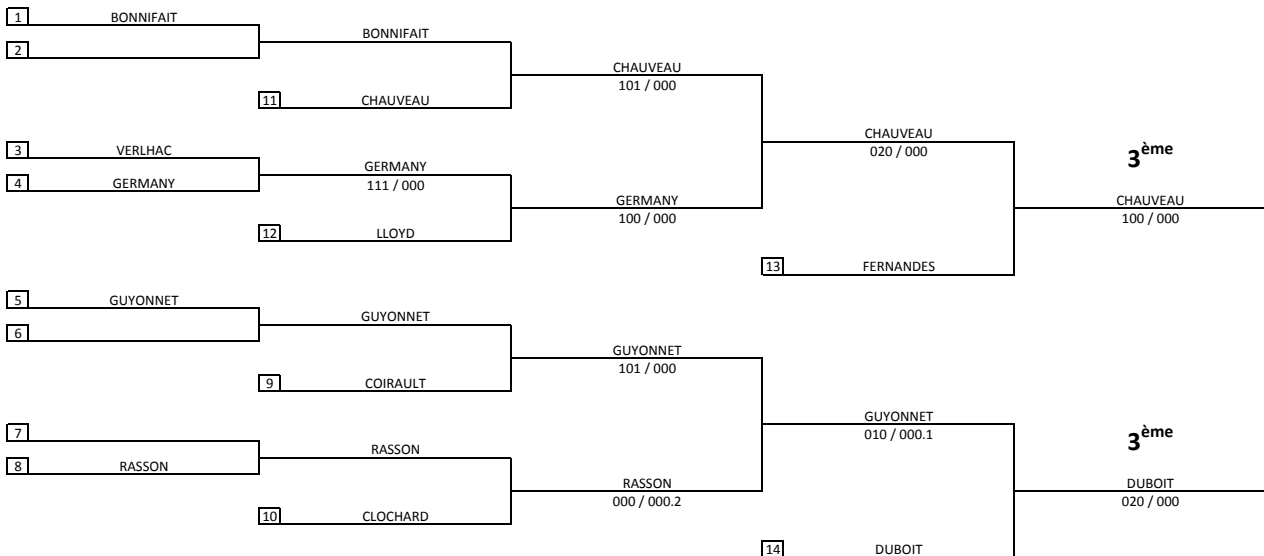 1 BONNIFAIT
BONNIFAIT
2
CHAUVEAU
101 / 000
11 CHAUVEAU
CHAUVEAU
020 / 000
3 VERLHAC
3ème
GERMANY
111 / 000
4 GERMANY
GERMANY
100 / 000
CHAUVEAU
100 / 000
12 LLOYD
13 FERNANDES
5 GUYONNET
GUYONNET
6
GUYONNET
101 / 000
9 COIRAULT
GUYONNET
010 / 000.1
7
3ème
RASSON
8 RASSON
RASSON
000 / 000.2
DUBOIT
020 / 000
10 CLOCHARD
14 DUBOIT